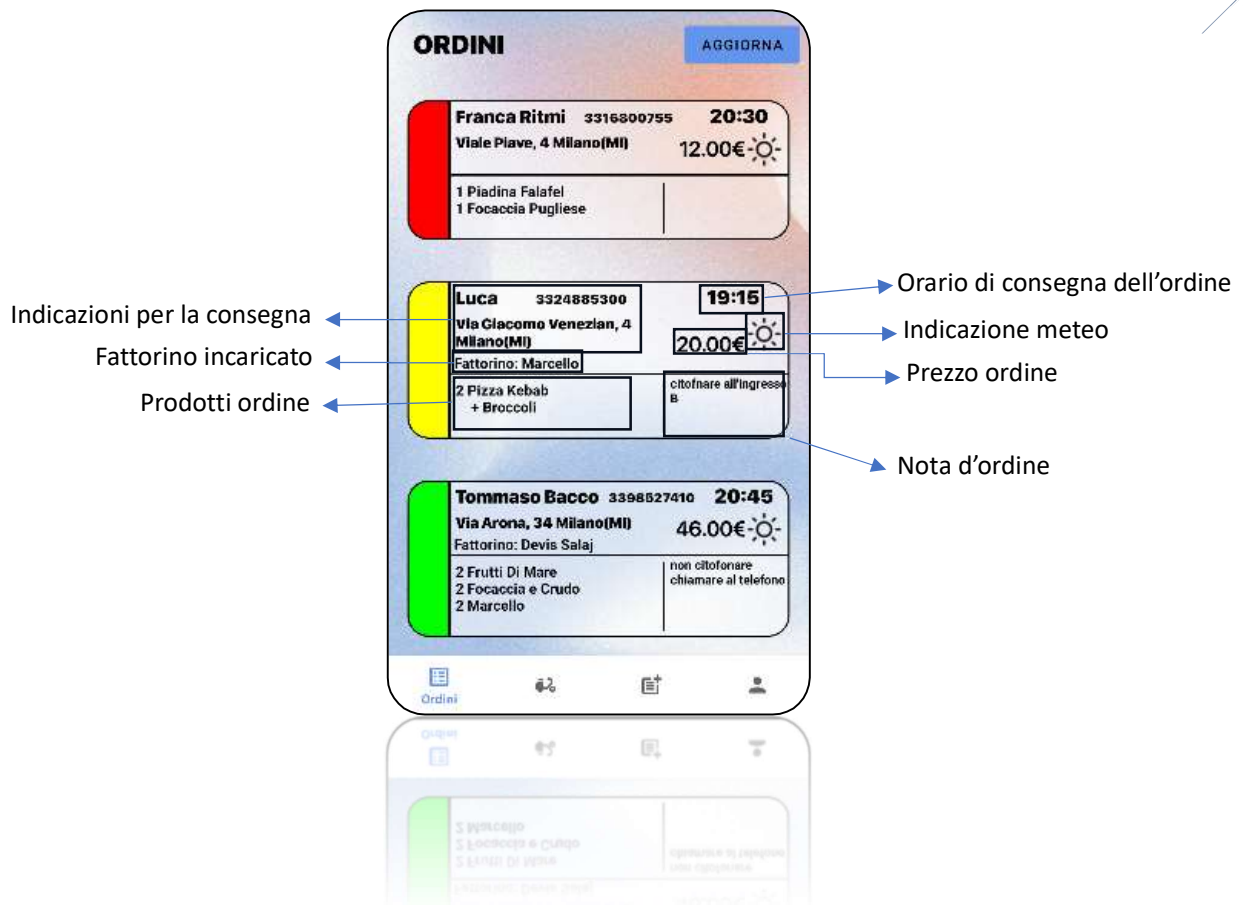 ORDINI
AGGIORNA
Franca Ritmi 3316800755 20:30
Viale Piave, 4 Milano(MI)
12.00€
1 Piadina Falafel
1 Focaccia Pugliese
Luca 3324885300 19:15
Via Giacomo Venezian, 4
Milano(MI)
20.00€
Fattorino: Marcello
2 Pizza Kebab
+ Broccoli
citofnare all'ingresso
B
Indicazioni per la consegna
Fattorino incaricato
Prodotti ordine
Orario di consegna dell’ordine
Indicazione meteo
Prezzo ordine
Nota d’ordine
Tommaso Bacco 3398527410 20:45
Via Arona, 34 Milano(MI)
46.00€
Fattorino: Devis Salaj
2 Frutti Di Mare
2 Focaccia e Crudo
2 Marcello
non citofonare
chiamare al telefono
Ordini